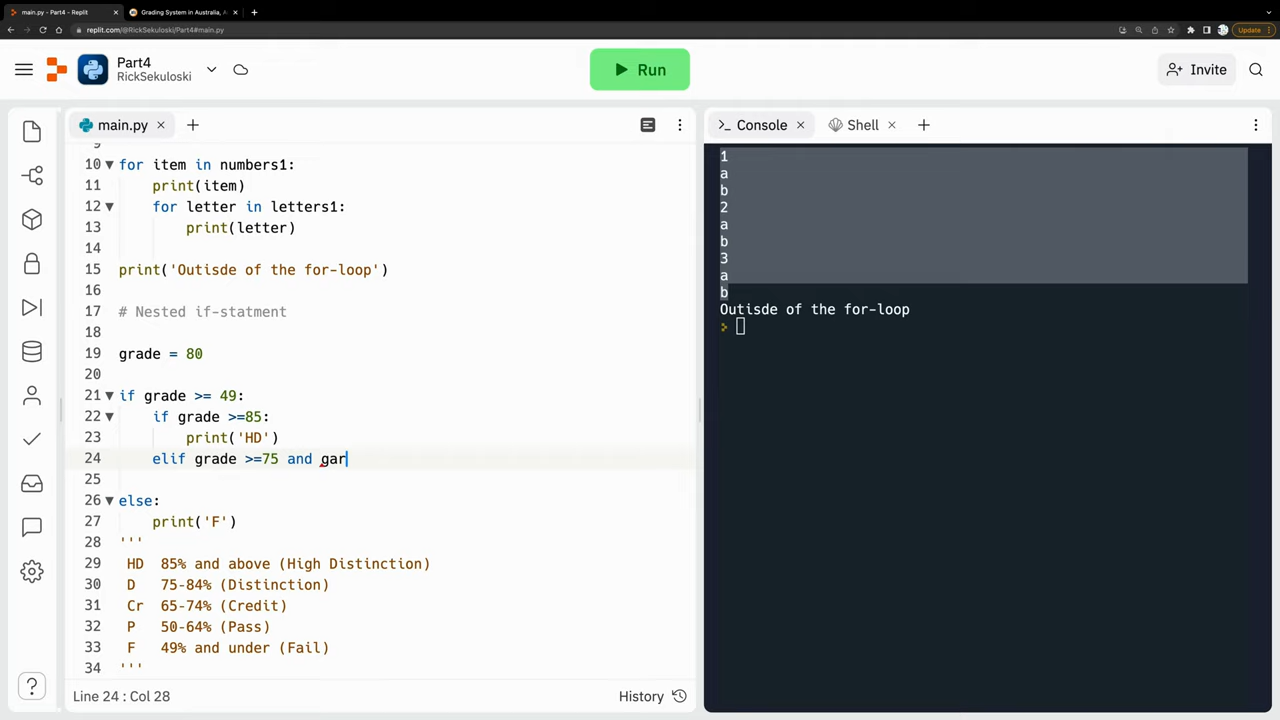 main.py - Part4 - Replit
Grading System in Australia, A
replit.com/@RickSekuloski/Part4#main.py
Update
Part4
RickSekuloski
Run
Invite
main.py
Console
Shell
9
10 for item in numbers1:
11 print(item)
12 for letter in letters1:
13 print(letter)
14
15 print('Outisde of the for-loop')
16
17 # Nested if-statment
18
19 grade = 80
20
21 if grade >= 49:
22 if grade >=85:
23 print('HD')
24 elif grade >=75 and gar
25
26 else:
27 print('F')
28 '''
29 HD 85% and above (High Distinction)
30 D 75-84% (Distinction)
31 Cr 65-74% (Credit)
32 P 50-64% (Pass)
33 F 49% and under (Fail)
34 '''
Line 24 : Col 28
History
1
a
b
2
a
b
3
a
b
Outisde of the for-loop